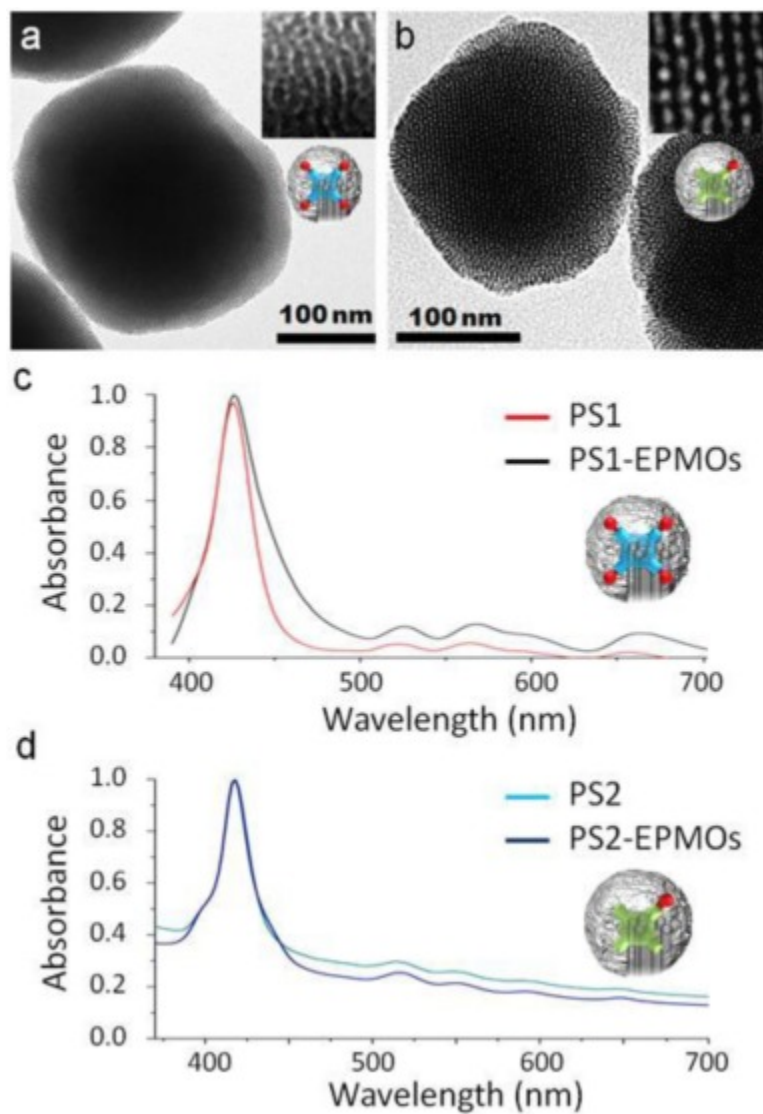 a
b
100 nm
100 nm
c
1.0
0.8
0.6
0.4
0.2
0.0
Absorbance
PS1
PS1-EPMOs
400
500
600
700
Wavelength (nm)
d
1.0
0.8
0.6
0.4
0.2
0.0
Absorbance
PS2
PS2-EPMOs
400
500
600
700
Wavelength (nm)